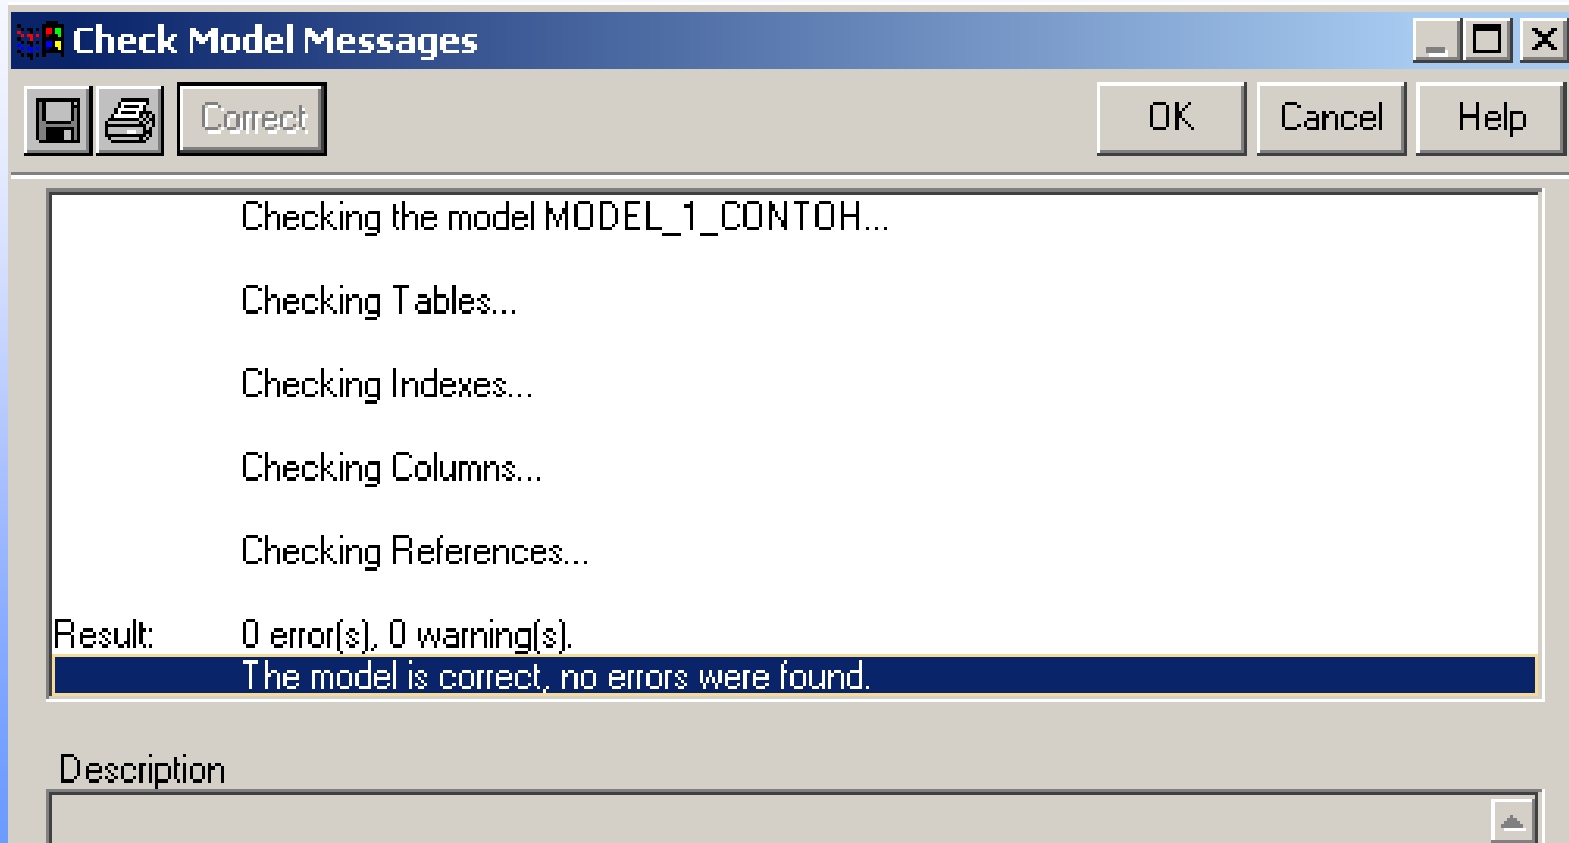 Check Model Messages
Correct OK Cancel Help
Checking the model MODEL_1_CONTOH...
Checking Tables...
Checking Indexes...
Checking Columns...
Checking References...
Result: 0 error(s), 0 warning(s).
The model is correct, no errors were found.
Description